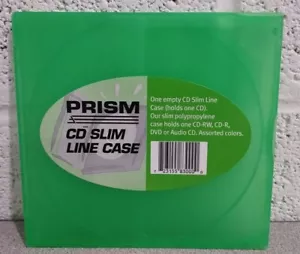 PRISM
CD SLIM
LINE CASE
One empty CD Slim Line
Case (holds one CD).
Our slim polypropylene
case holds one CD-RW, CD-R,
DVD or Audio CD. Assorted colors.